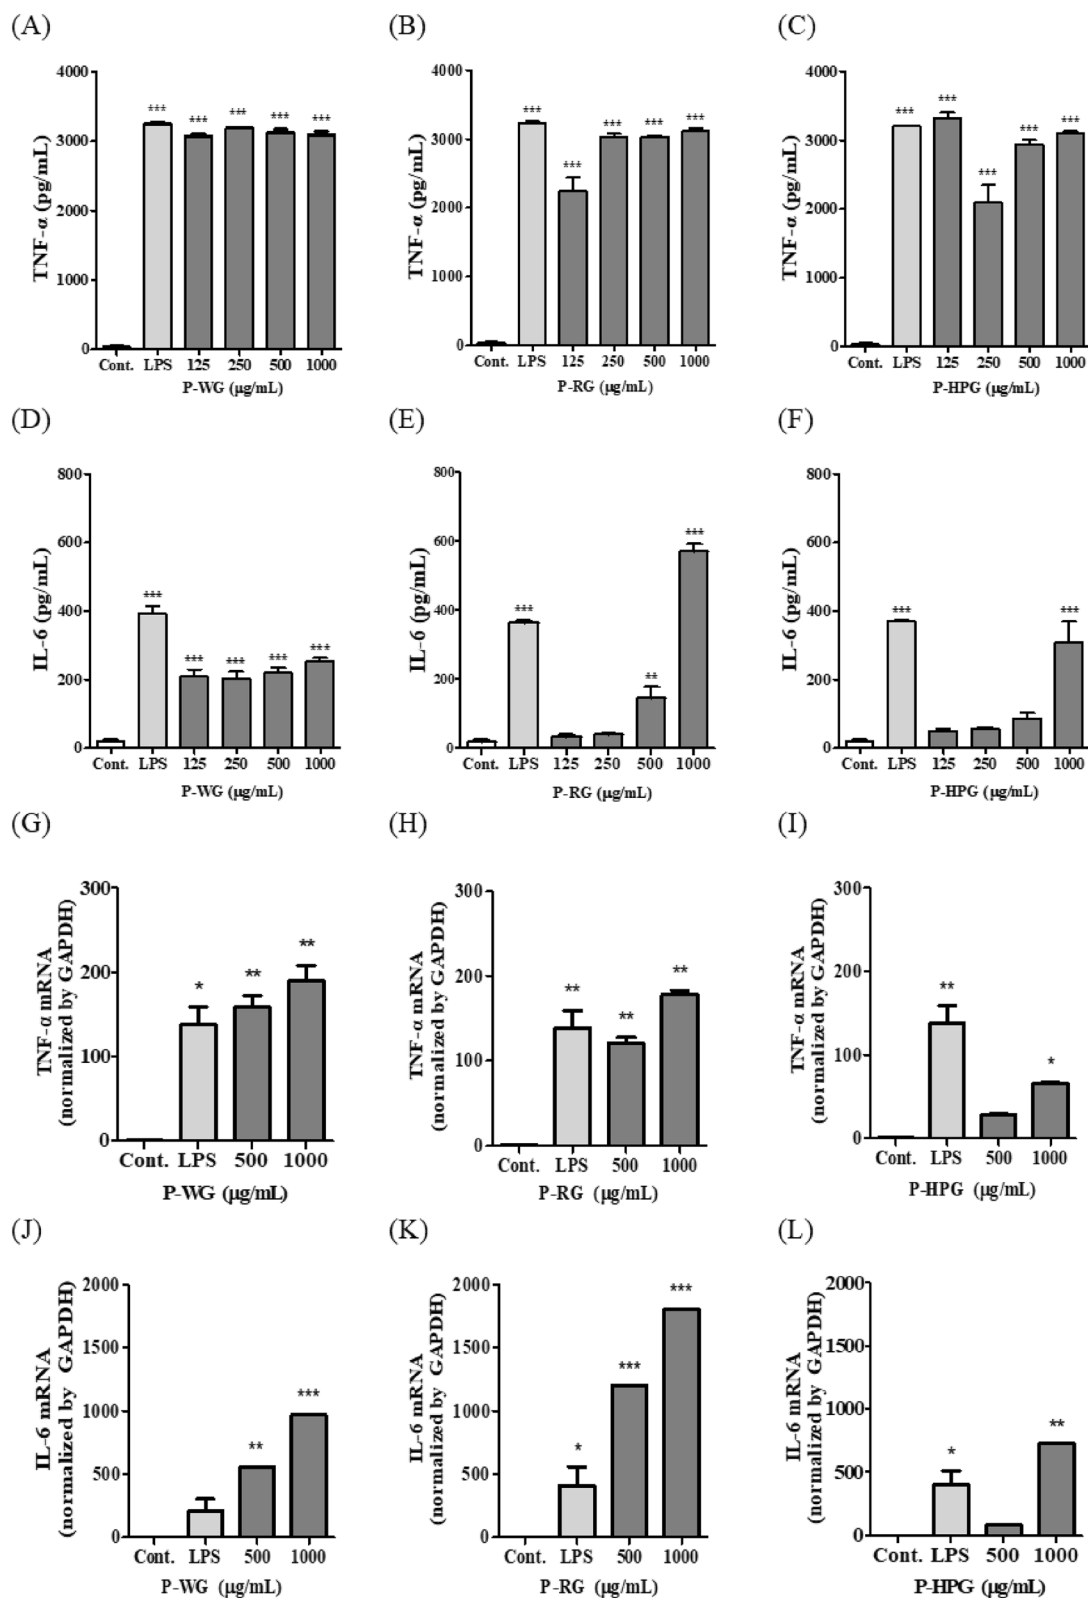 (A)
(B)
(C)
TNF-α (pg/mL)
4000
3000
2000
1000
0
*** *** *** *** ***
Cont. LPS 125 250 500 1000
P-WG (μg/mL)
TNF-α (pg/mL)
4000
3000
2000
1000
0
*** *** *** *** ***
Cont. LPS 125 250 500 1000
P-RG (μg/mL)
TNF-α (pg/mL)
4000
3000
2000
1000
0
*** *** *** *** ***
Cont. LPS 125 250 500 1000
P-HPG (μg/mL)
(D)
(E)
(F)
IL-6 (pg/mL)
800
600
400
200
0
*** *** *** *** ***
Cont. LPS 125 250 500 1000
P-WG (μg/mL)
IL-6 (pg/mL)
800
600
400
200
0
*** ** ***
Cont. LPS 125 250 500 1000
P-RG (μg/mL)
IL-6 (pg/mL)
800
600
400
200
0
*** ***
Cont. LPS 125 250 500 1000
P-HPG (μg/mL)
(G)
(H)
(I)
TNF-α mRNA
(normalized by GAPDH)
300
200
100
0
* ** **
Cont. LPS 500 1000
P-WG (μg/mL)
TNF-α mRNA
(normalized by GAPDH)
300
200
100
0
** ** **
Cont. LPS 500 1000
P-RG (μg/mL)
TNF-α mRNA
(normalized by GAPDH)
300
200
100
0
** *
Cont. LPS 500 1000
P-HPG (μg/mL)
(J)
(K)
(L)
IL-6 mRNA
(normalized by GAPDH)
2000
1500
1000
500
0
** ***
Cont. LPS 500 1000
P-WG (μg/mL)
IL-6 mRNA
(normalized by GAPDH)
2000
1500
1000
500
0
* *** ***
Cont. LPS 500 1000
P-RG (μg/mL)
IL-6 mRNA
(normalized by GAPDH)
2000
1500
1000
500
0
* **
Cont. LPS 500 1000
P-HPG (μg/mL)